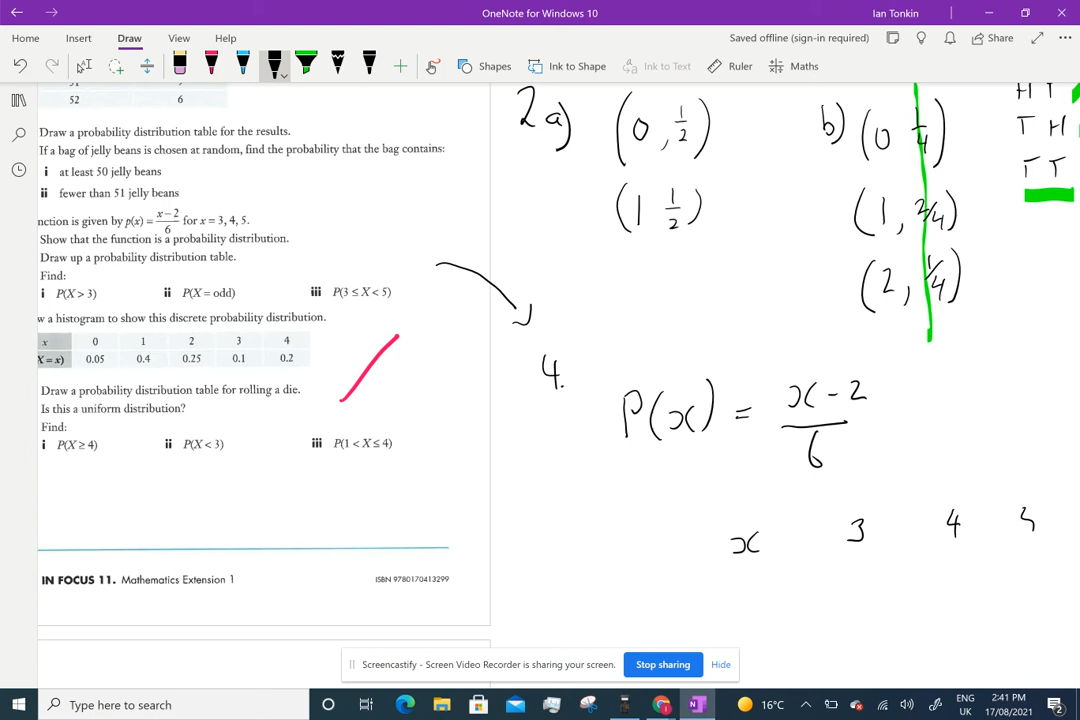 OneNote for Windows 10
Ian Tonkin
Home Insert Draw View Help
Saved offline (sign-in required)
Share
Shapes
Ink to Shape
Ink to Text
Ruler
Maths
52 6
Draw a probability distribution table for the results.
If a bag of jelly beans is chosen at random, find the probability that the bag contains:
i at least 50 jelly beans
ii fewer than 51 jelly beans
nction is given by p(x) = x − 2 / 6 for x = 3, 4, 5.
Show that the function is a probability distribution.
Draw up a probability distribution table.
Find:
i P(X > 3) ii P(X = odd) iii P(3 ≤ X < 5)
w a histogram to show this discrete probability distribution.
x 0 1 2 3 4
X = x) 0.05 0.4 0.25 0.1 0.2
Draw a probability distribution table for rolling a die.
Is this a uniform distribution?
Find:
i P(X ≥ 4) ii P(X < 3) iii P(1 < X ≤ 4)
IN FOCUS 11. Mathematics Extension 1
ISBN 9780170413299
2a) (0, 1/2)
(1 1/2)
b) (0 1/4)
(1, 2/4)
(2, 1/4)
H T
T H
T T
4.
P(x) = x − 2 / 6
x 3 4 5
Screencastify - Screen Video Recorder is sharing your screen.
Stop sharing
Hide
Type here to search
16°C
ENG
UK
2:41 PM
17/08/2021
2